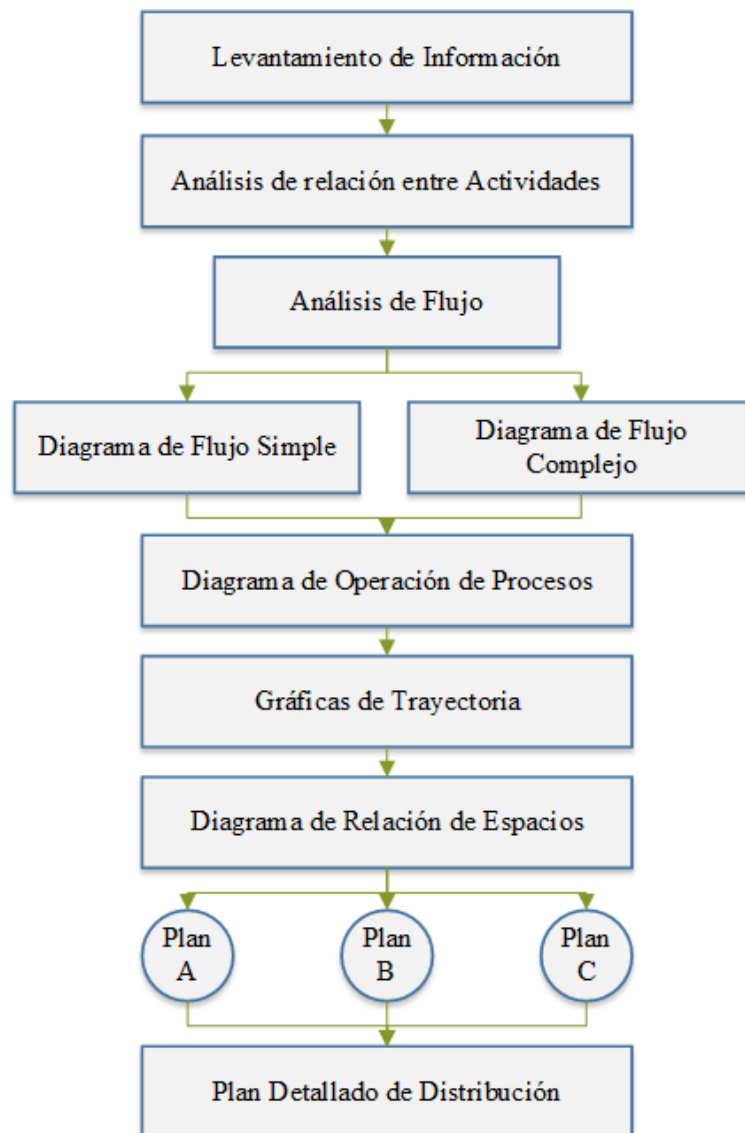 Levantamiento de Información
Análisis de relación entre Actividades
Análisis de Flujo
Diagrama de Flujo Simple
Diagrama de Flujo
Complejo
Diagrama de Operación de Procesos
Gráficas de Trayectoria
Diagrama de Relación de Espacios
Plan
A
Plan
B
Plan
C
Plan Detallado de Distribución